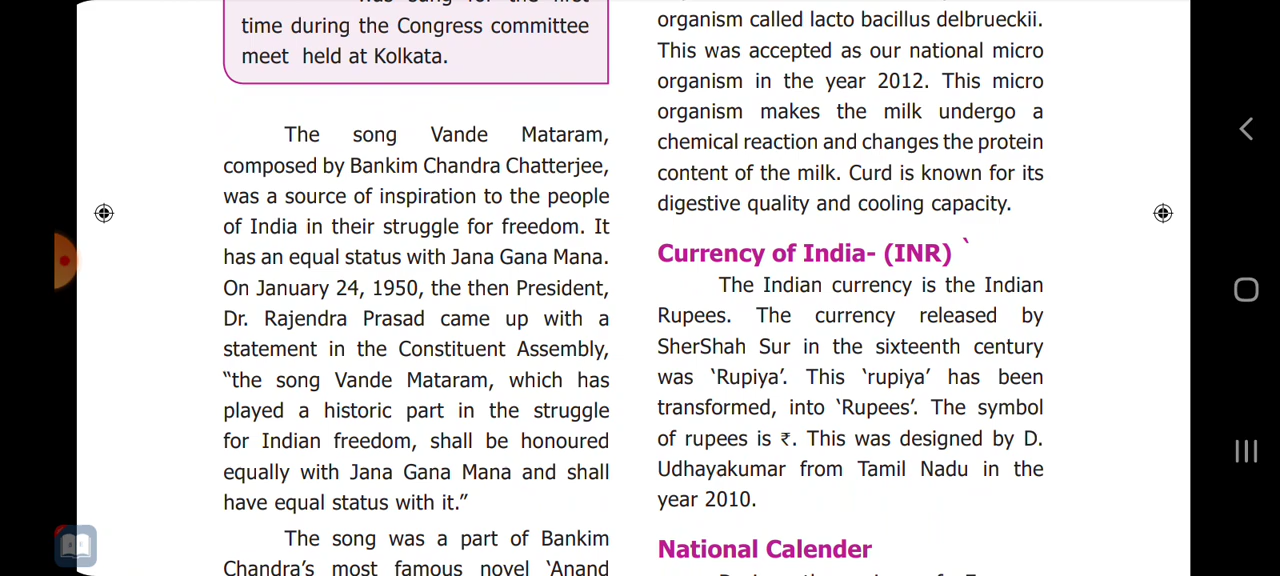 time during the Congress committee
meet held at Kolkata.
The song Vande Mataram,
composed by Bankim Chandra Chatterjee,
was a source of inspiration to the people
of India in their struggle for freedom. It
has an equal status with Jana Gana Mana.
On January 24, 1950, the then President,
Dr. Rajendra Prasad came up with a
statement in the Constituent Assembly,
“the song Vande Mataram, which has
played a historic part in the struggle
for Indian freedom, shall be honoured
equally with Jana Gana Mana and shall
have equal status with it.”
The song was a part of Bankim
Chandra’s most famous novel ‘Anand
organism called lacto bacillus delbrueckii.
This was accepted as our national micro
organism in the year 2012. This micro
organism makes the milk undergo a
chemical reaction and changes the protein
content of the milk. Curd is known for its
digestive quality and cooling capacity.
Currency of India- (INR) `
The Indian currency is the Indian
Rupees. The currency released by
SherShah Sur in the sixteenth century
was ‘Rupiya’. This ‘rupiya’ has been
transformed, into ‘Rupees’. The symbol
of rupees is ₹. This was designed by D.
Udhayakumar from Tamil Nadu in the
year 2010.
National Calender